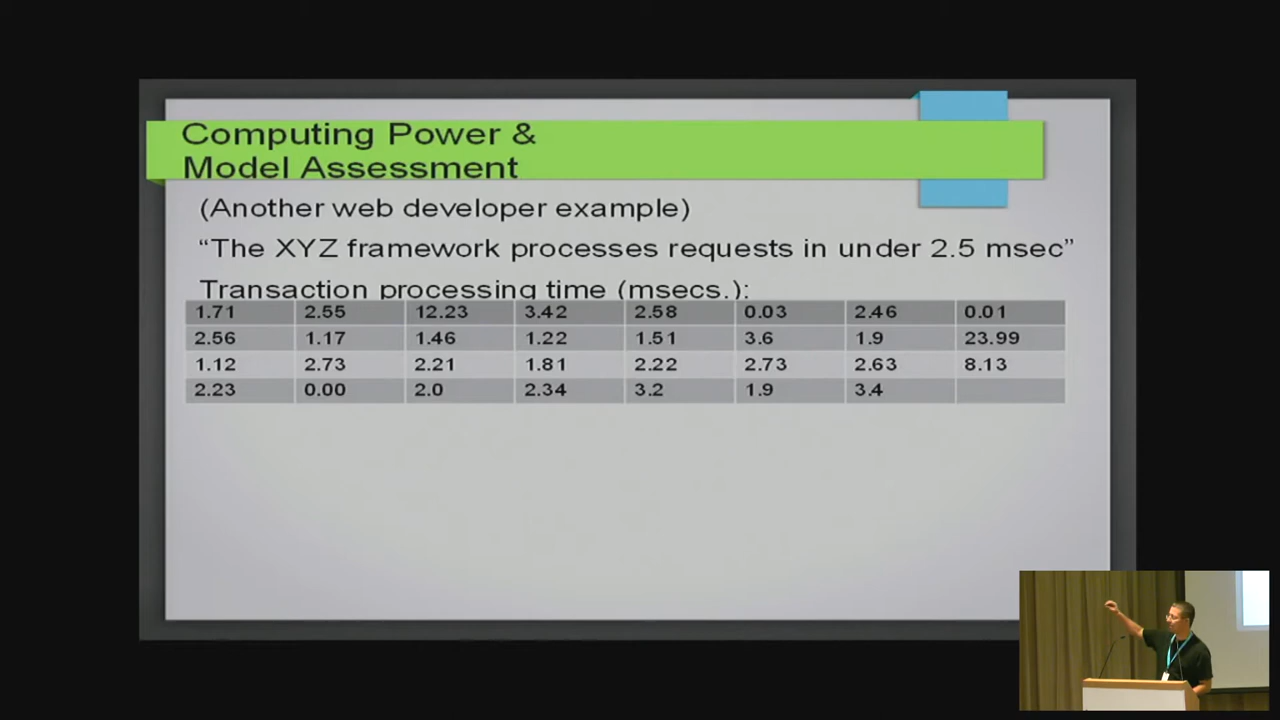 Computing Power &
Model Assessment
(Another web developer example)
“The XYZ framework processes requests in under 2.5 msec”
Transaction processing time (msecs.):
1.71 2.55 12.23 3.42 2.58 0.03 2.46 0.01
2.56 1.17 1.46 1.22 1.51 3.6 1.9 23.99
1.12 2.73 2.21 1.81 2.22 2.73 2.63 8.13
2.23 0.00 2.0 2.34 3.2 1.9 3.4